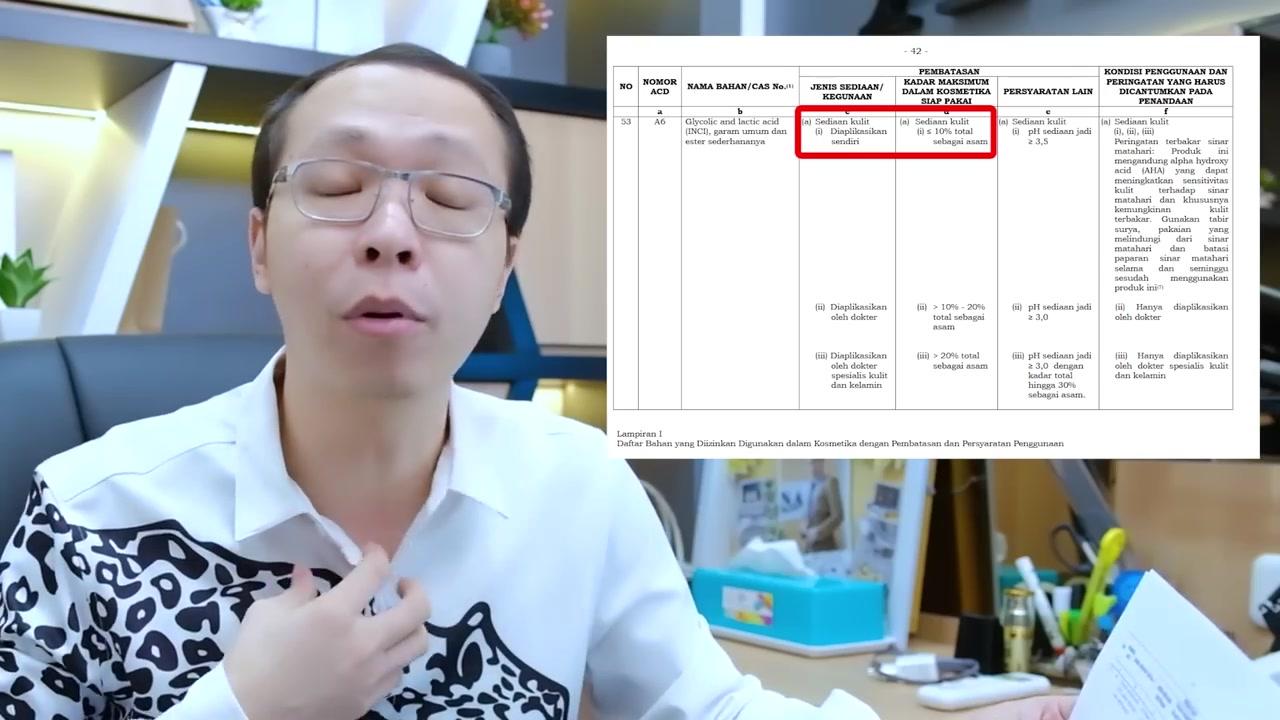 - 42 -
PEMBATASAN
KONDISI PENGGUNAAN DAN
PERINGATAN YANG HARUS
DICANTUMKAN PADA
PENANDAAN
NO
NOMOR
ACD
NAMA BAHAN/CAS No.(1)
JENIS SEDIAAN/
KEGUNAAN
KADAR MAKSIMUM
DALAM KOSMETIKA
SIAP PAKAI
PERSYARATAN LAIN
a
b
c
d
e
f
53
A6
Glycolic and lactic acid
(INCI), garam umum dan
ester sederhananya
(a) Sediaan kulit
(i) Diaplikasikan
sendiri
(a) Sediaan kulit
(i) ≤ 10% total
sebagai asam
(a) Sediaan kulit
(i) pH sediaan jadi
≥ 3,5
(a) Sediaan kulit
(i), (ii), (iii)
Peringatan terbakar sinar
matahari: Produk ini
mengandung alpha hydroxy
acid (AHA) yang dapat
meningkatkan sensitivitas
kulit terhadap sinar
matahari dan khususnya
kemungkinan kulit
terbakar. Gunakan tabir
surya, pakaian yang
melindungi dari sinar
matahari dan batasi
paparan sinar matahari
selama dan seminggu
sesudah menggunakan
produk ini(7)
(ii) Diaplikasikan
oleh dokter
(ii) > 10% - 20%
total sebagai
asam
(ii) pH sediaan jadi
≥ 3,0
(ii) Hanya diaplikasikan
oleh dokter
(iii) Diaplikasikan
oleh dokter
spesialis kulit
dan kelamin
(iii) > 20% total
sebagai asam
(iii) pH sediaan jadi
≥ 3,0 dengan
kadar total
hingga 30%
sebagai asam.
(iii) Hanya diaplikasikan
oleh dokter spesialis kulit
dan kelamin
Lampiran I
Daftar Bahan yang Diizinkan Digunakan dalam Kosmetika dengan Pembatasan dan Persyaratan Penggunaan